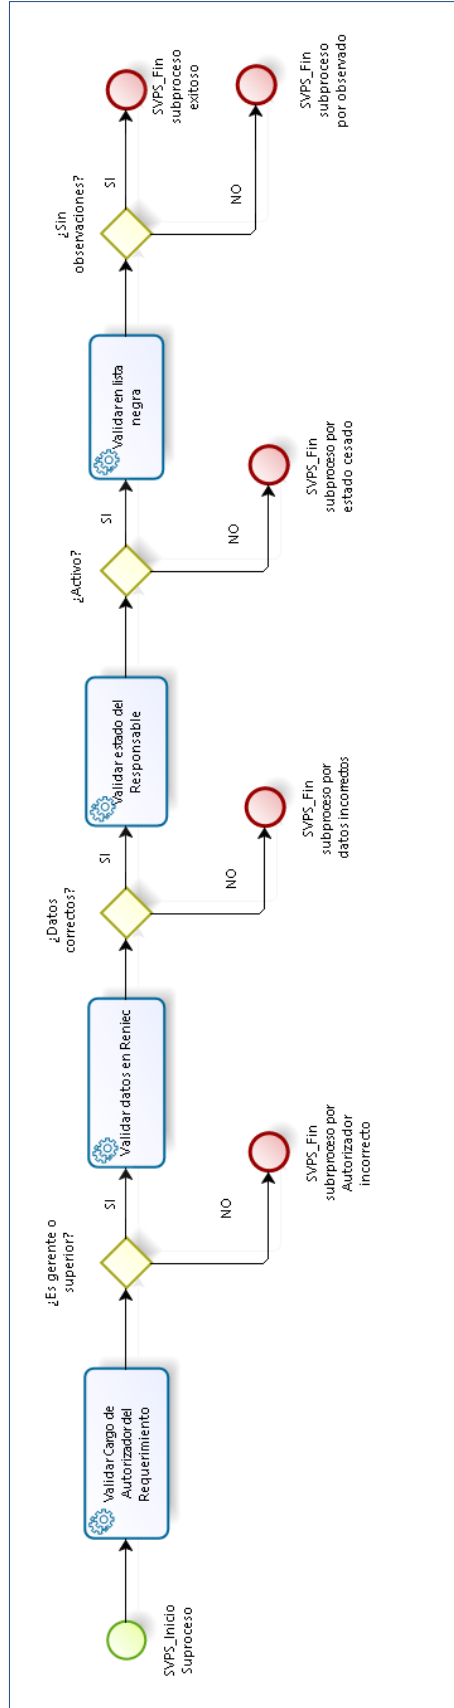 SVPS_Inicio
Suproceso
Validar Cargo de
Autorizador del
Requerimiento
¿Es gerente o
superior?
SI
NO
SVPS_Fin
subrproceso por
Autorizador
incorrecto
Validar datos en Reniec
¿Datos
correctos?
SI
NO
SVPS_Fin
subproceso por
datos incorrectos
Validar estado del
Responsable
¿Activo?
SI
NO
SVPS_Fin
subproceso por
estado cesado
Validar en lista
negra
¿Sin
observaciones?
SI
NO
SVPS_Fin
subproceso
exitoso
SVPS_Fin
subproceso
por observado